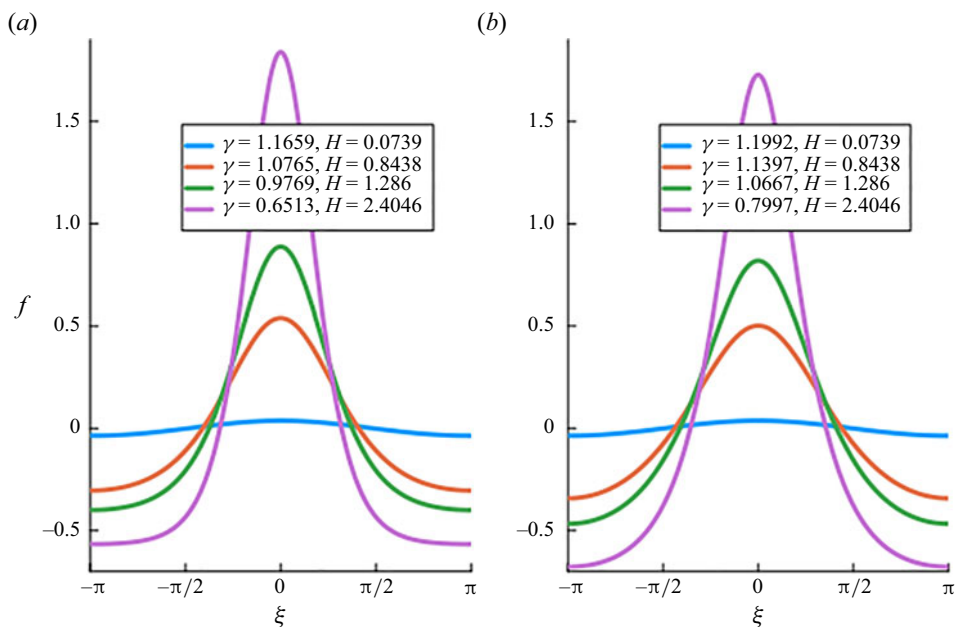 (a)
1.5
1.0
0.5
0
–0.5
f
γ = 1.1659, H = 0.0739
γ = 1.0765, H = 0.8438
γ = 0.9769, H = 1.286
γ = 0.6513, H = 2.4046
–π –π/2 0 π/2 π
ξ
(b)
1.5
1.0
0.5
0
–0.5
γ = 1.1992, H = 0.0739
γ = 1.1397, H = 0.8438
γ = 1.0667, H = 1.286
γ = 0.7997, H = 2.4046
–π –π/2 0 π/2 π
ξ